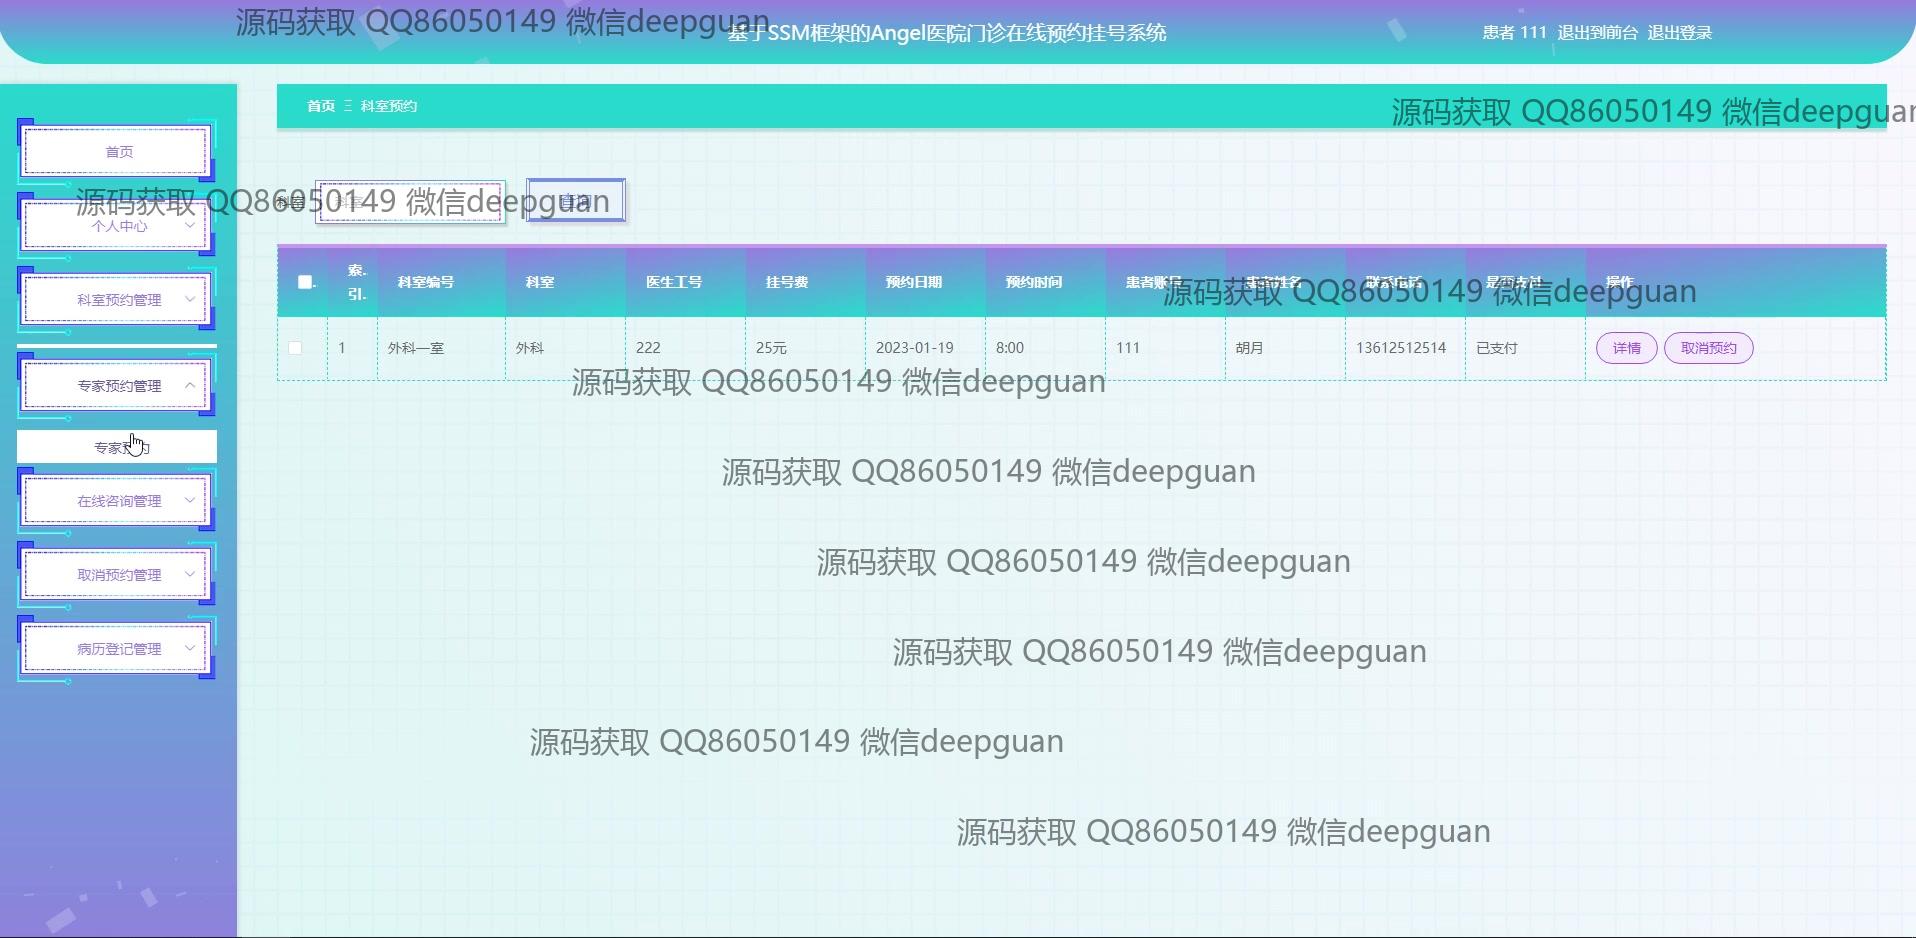 源码获取 QQ86050149 微信deepguan
基于SSM框架的Angel医院门诊在线预约挂号系统
患者 111 退出到前台 退出登录
首页 Ξ 科室预约
源码获取 QQ86050149 微信deepguan
首页
源码获取 QQ86050149 微信deepguan
科室 科室 查询
个人中心
科室预约管理
专家预约管理
专家预约
在线咨询管理
取消预约管理
病历登记管理
索. 引. 科室编号 科室 医生工号 挂号费 预约日期 预约时间 患者账号 患者姓名 联系电话 是否支付 操作
源码获取 QQ86050149 微信deepguan
1 外科一室 外科 222 25元 2023-01-19 8:00 111 胡月 13612512514 已支付 详情 取消预约
源码获取 QQ86050149 微信deepguan
源码获取 QQ86050149 微信deepguan
源码获取 QQ86050149 微信deepguan
源码获取 QQ86050149 微信deepguan
源码获取 QQ86050149 微信deepguan
源码获取 QQ86050149 微信deepguan